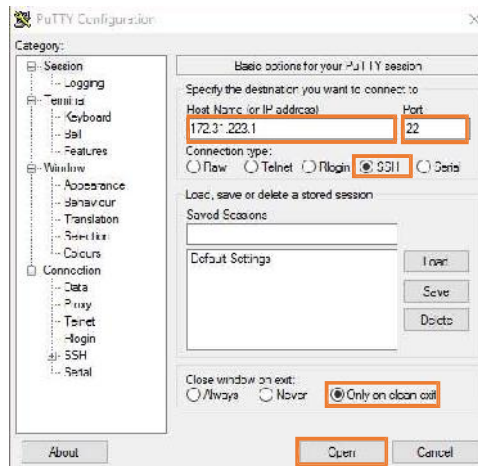 PuTTY Configuration
Category:
Session
Logging
Terminal
Keyboard
Bell
Features
Window
Appearance
Behaviour
Translation
Selection
Colours
Connection
Data
Proxy
Telnet
Rlogin
SSH
Serial
Basic options for your PuTTY session
Specify the destination you want to connect to
Host Name (or IP address) Port
172.31.223.1 22
Connection type:
Raw Telnet Rlogin SSH Serial
Load, save or delete a stored session
Saved Sessions
Default Settings
Load
Save
Delete
Close window on exit:
Always Never Only on clean exit
About Open Cancel